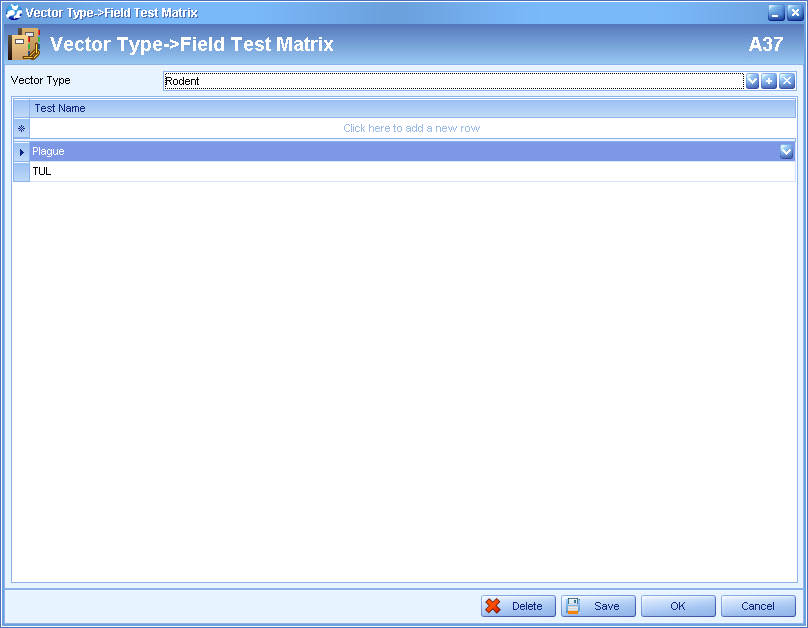 Vector Type->Field Test Matrix
Vector Type->Field Test Matrix A37
Vector Type Rodent
Test Name
Click here to add a new row
Plague
TUL
Delete Save OK Cancel